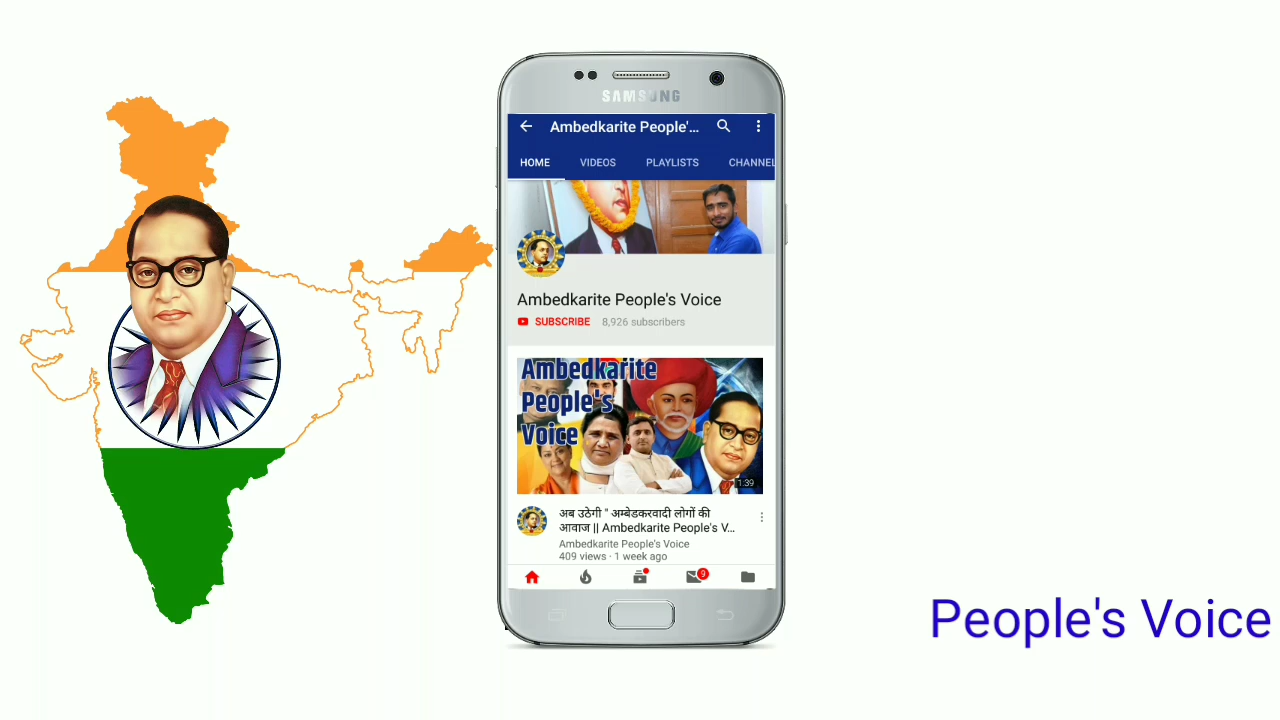 SAMSUNG
Ambedkarite People'...
HOME VIDEOS PLAYLISTS CHANNEL
Ambedkarite People's Voice
SUBSCRIBE 8,926 subscribers
Ambedkarite
People's
Voice
1:39
अब उठेगी " अम्बेडकरवादी लोगों की
आवाज || Ambedkarite People's V...
Ambedkarite People's Voice
409 views · 1 week ago
9
People's Voice